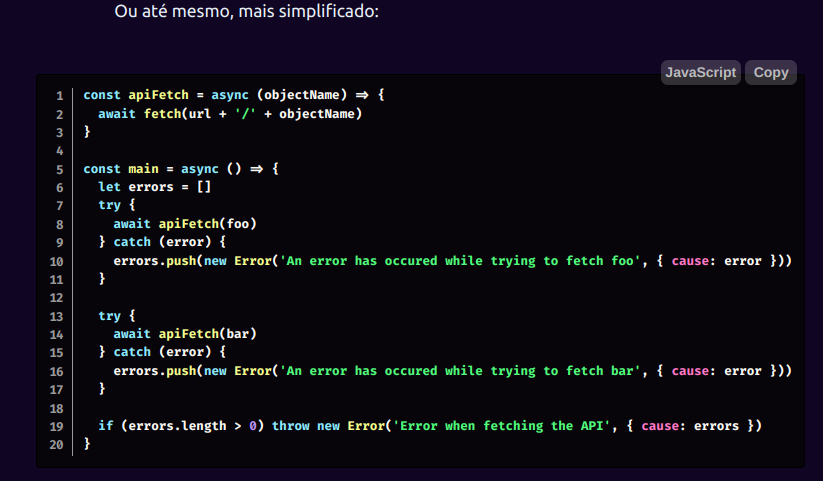 Ou até mesmo, mais simplificado:
JavaScript Copy
1 const apiFetch = async (objectName) => {
2   await fetch(url + '/' + objectName)
3 }
4
5 const main = async () => {
6   let errors = []
7   try {
8     await apiFetch(foo)
9   } catch (error) {
10     errors.push(new Error('An error has occured while trying to fetch foo', { cause: error }))
11   }
12
13   try {
14     await apiFetch(bar)
15   } catch (error) {
16     errors.push(new Error('An error has occured while trying to fetch bar', { cause: error }))
17   }
18
19   if (errors.length > 0) throw new Error('Error when fetching the API', { cause: errors })
20 }